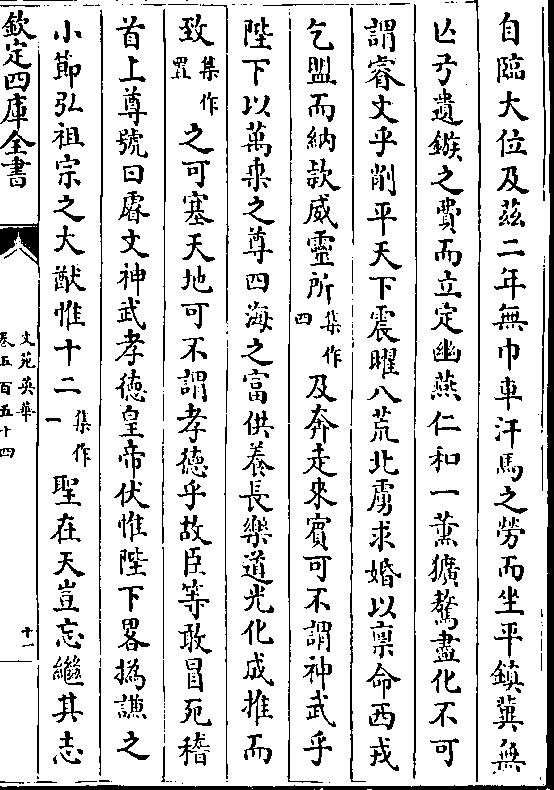 自臨大位及兹二年無巾車汗馬之勞而坐平鎮冀無
亾弓遺鏃之費而立定幽燕仁和一薰獷驁盡化不可
謂睿文乎削平天下震曜八荒北虜求婚以禀命西戎
乞盟而納欵威靈所集作四及奔走來賔可不謂神武乎
陛下以萬乗之尊四海之富供養長樂道光化成推而
致集作置之可塞天地可不謂孝德乎故臣等敢冒死稽
首上尊號曰睿文神武孝德皇帝伏惟陛下畧撝謙之
小節弘祖宗之大猷惟十二集作一聖在天豈忘繼其志
欽定四庫全書
文苑英華
卷五百五十四
十一